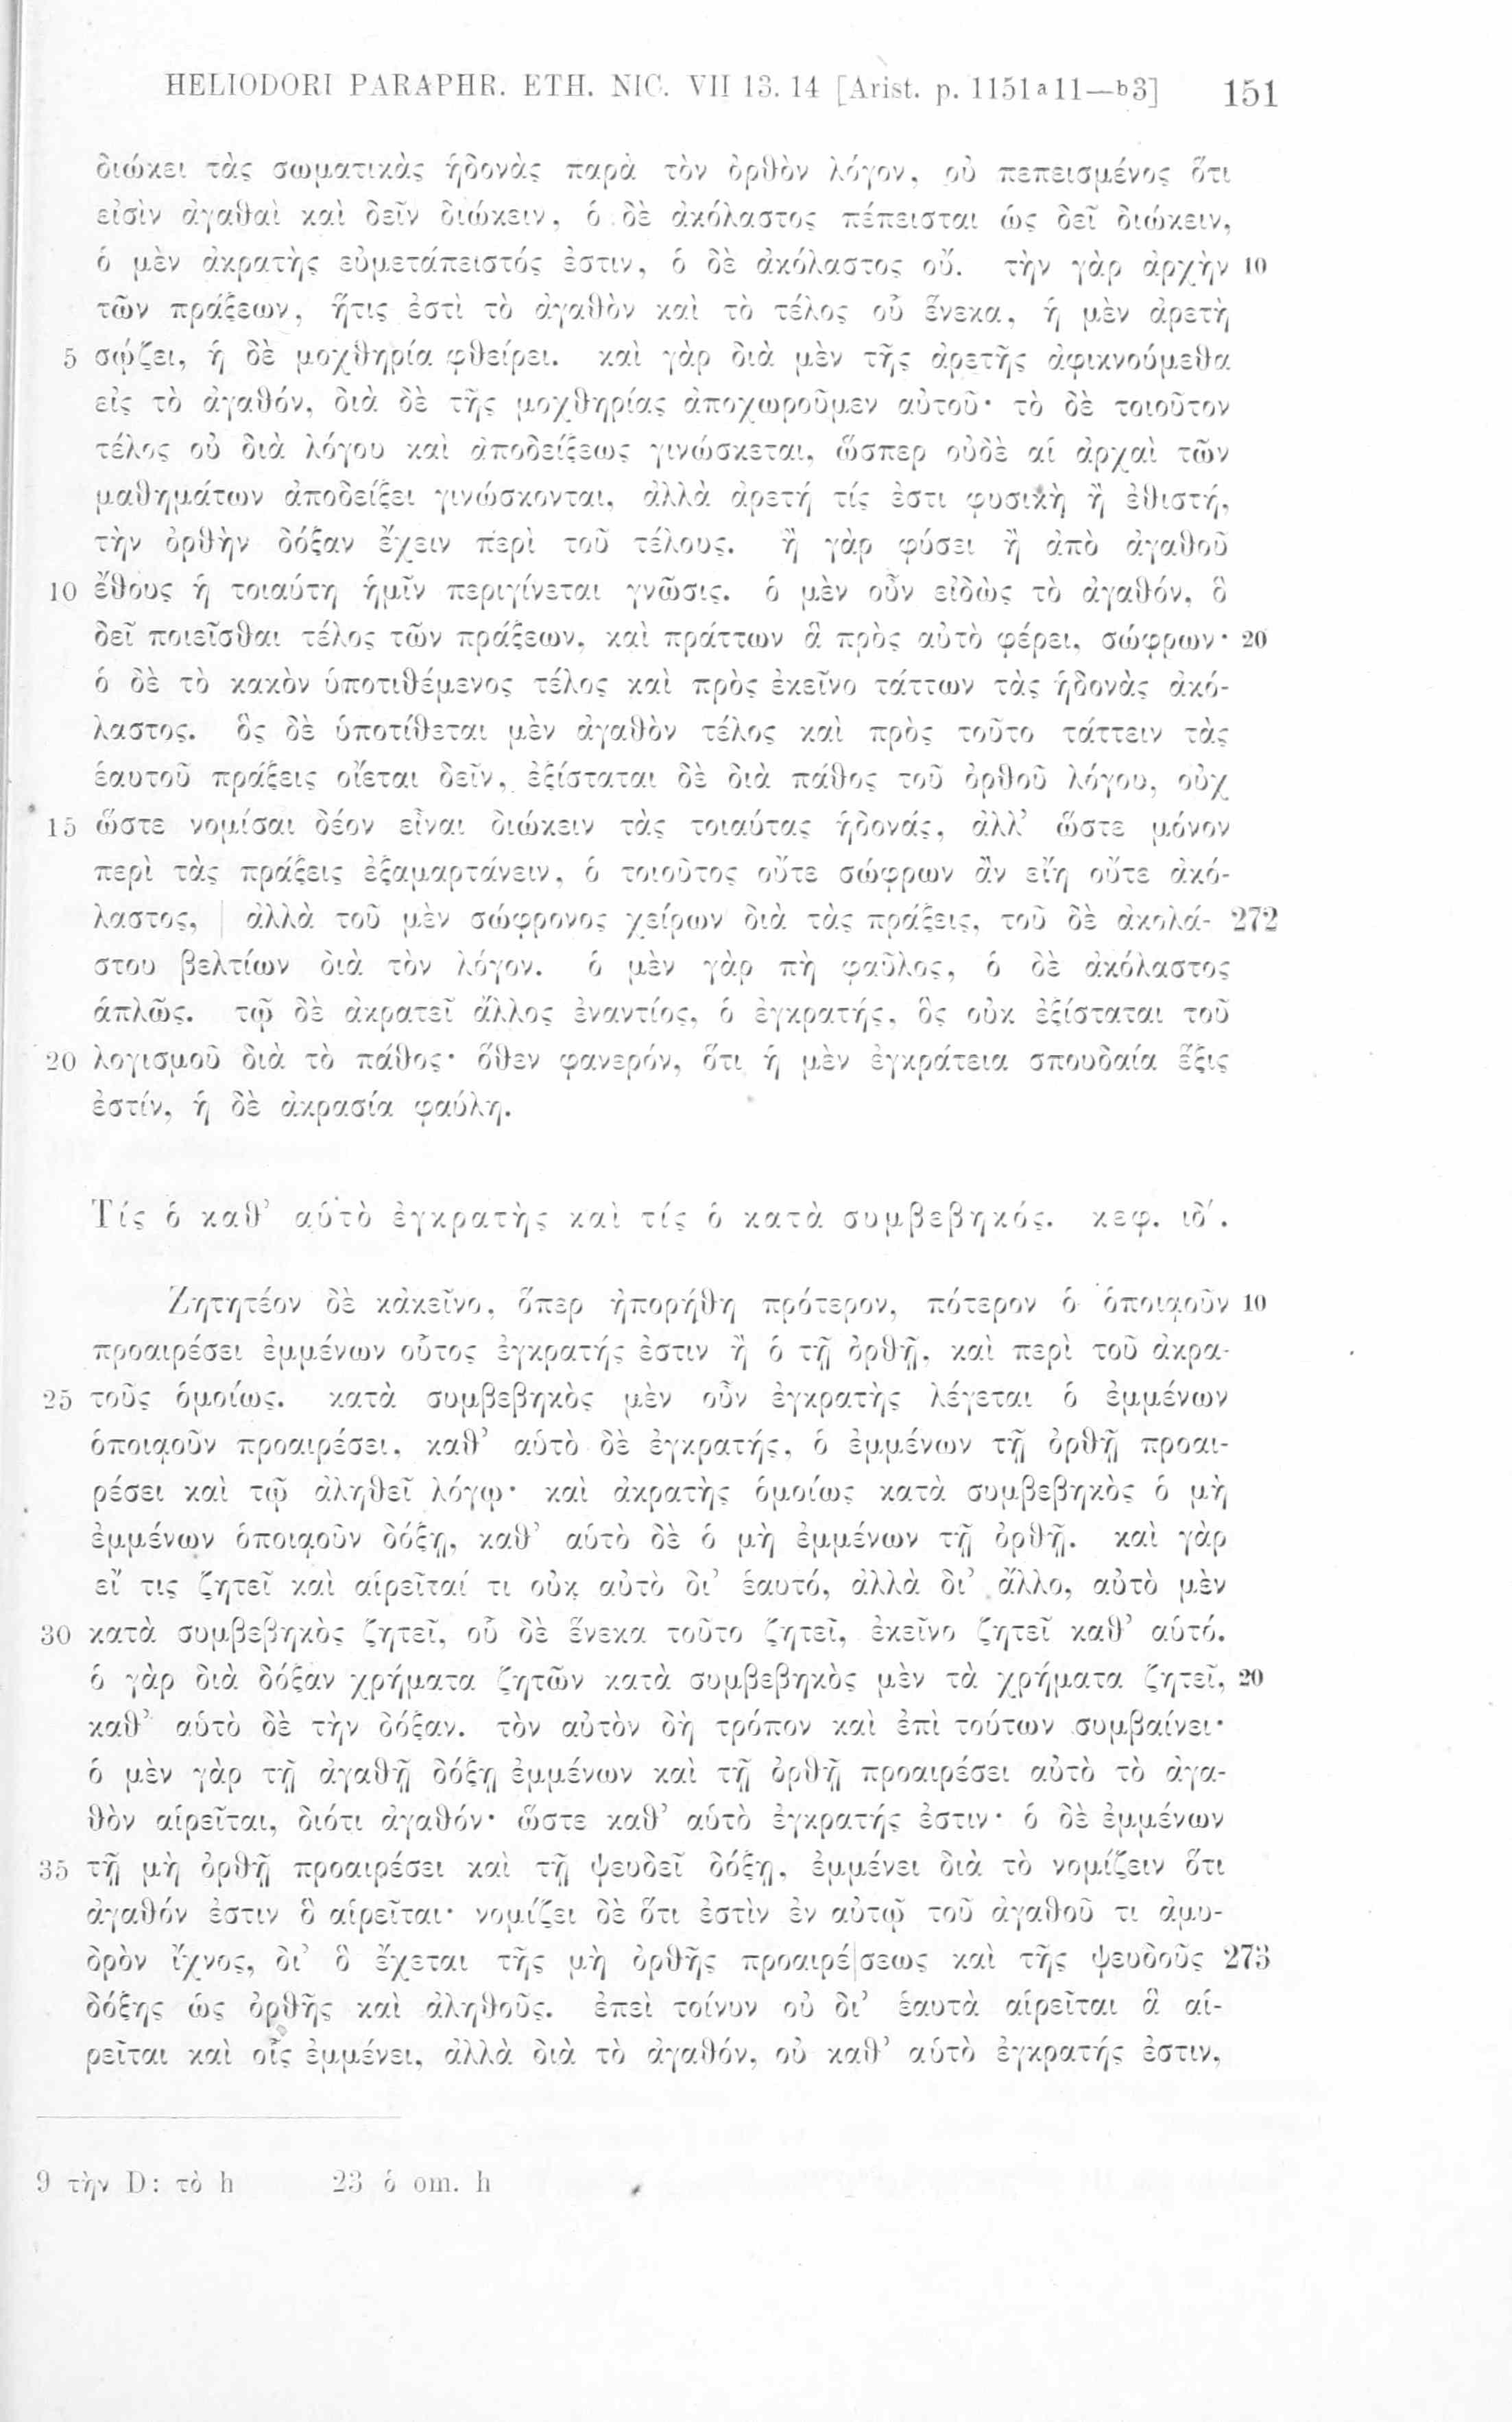 HELIODORI PARAPHR. ETH. NIC. VII 13. 14 [Arist. p. 1151ᵃ11—ᵇ3] 151
διώκει τὰς σωματικὰς ἡδονὰς παρὰ τὸν ὀρθὸν λόγον, οὐ πεπεισμένος ὅτι
εἰσὶν ἀγαθαὶ καὶ δεῖν διώκειν, ὁ δὲ ἀκόλαστος πέπεισται ὡς δεῖ διώκειν,
ὁ μὲν ἀκρατὴς εὐμετάπειστός ἐστιν, ὁ δὲ ἀκόλαστος οὔ. τὴν γὰρ ἀρχὴν 10
τῶν πράξεων, ἥτις ἐστὶ τὸ ἀγαθὸν καὶ τὸ τέλος οὗ ἕνεκα, ἡ μὲν ἀρετὴ
5 σῴζει, ἡ δὲ μοχθηρία φθείρει. καὶ γὰρ διὰ μὲν τῆς ἀρετῆς ἀφικνούμεθα
εἰς τὸ ἀγαθόν, διὰ δὲ τῆς μοχθηρίας ἀποχωροῦμεν αὐτοῦ· τὸ δὲ τοιοῦτον
τέλος οὐ διὰ λόγου καὶ ἀποδείξεως γινώσκεται, ὥσπερ οὐδὲ αἱ ἀρχαὶ τῶν
μαθημάτων ἀποδείξει γινώσκονται, ἀλλὰ ἀρετή τίς ἐστι φυσικὴ ἢ ἐθιστή,
τὴν ὀρθὴν δόξαν ἔχειν περὶ τοῦ τέλους. ἢ γὰρ φύσει ἢ ἀπὸ ἀγαθοῦ
10 ἔθους ἡ τοιαύτη ἡμῖν περιγίνεται γνῶσις. ὁ μὲν οὖν εἰδὼς τὸ ἀγαθόν, ὃ
δεῖ ποιεῖσθαι τέλος τῶν πράξεων, καὶ πράττων ἃ πρὸς αὐτὸ φέρει, σώφρων· 20
ὁ δὲ τὸ κακὸν ὑποτιθέμενος τέλος καὶ πρὸς ἐκεῖνο τάττων τὰς ἡδονὰς ἀκό-
λαστος. ὃς δὲ ὑποτίθεται μὲν ἀγαθὸν τέλος καὶ πρὸς τοῦτο τάττειν τὰς
ἑαυτοῦ πράξεις οἴεται δεῖν, ἐξίσταται δὲ διὰ πάθος τοῦ ὀρθοῦ λόγου, οὐχ
15 ὥστε νομίσαι δέον εἶναι διώκειν τὰς τοιαύτας ἡδονάς, ἀλλ’ ὥστε μόνον
περὶ τὰς πράξεις ἐξαμαρτάνειν, ὁ τοιοῦτος οὔτε σώφρων ἂν εἴη οὔτε ἀκό-
λαστος, | ἀλλὰ τοῦ μὲν σώφρονος χείρων διὰ τὰς πράξεις, τοῦ δὲ ἀκολά- 272
στου βελτίων διὰ τὸν λόγον. ὁ μὲν γὰρ πὴ φαῦλος, ὁ δὲ ἀκόλαστος
ἁπλῶς. τῷ δὲ ἀκρατεῖ ἄλλος ἐναντίος, ὁ ἐγκρατής, ὃς οὐκ ἐξίσταται τοῦ
20 λογισμοῦ διὰ τὸ πάθος· ὅθεν φανερόν, ὅτι ἡ μὲν ἐγκράτεια σπουδαία ἕξις
ἐστίν, ἡ δὲ ἀκρασία φαύλη.
Τίς ὁ καθ’ αὑτὸ ἐγκρατὴς καὶ τίς ὁ κατὰ συμβεβηκός. κεφ. ιδ′.
Ζητητέον δὲ κἀκεῖνο, ὅπερ ἠπορήθη πρότερον, πότερον ὁ ὁποιᾳοῦν 10
προαιρέσει ἐμμένων οὗτος ἐγκρατής ἐστιν ἢ ὁ τῇ ὀρθῇ, καὶ περὶ τοῦ ἀκρα-
25 τοῦς ὁμοίως. κατὰ συμβεβηκὸς μὲν οὖν ἐγκρατὴς λέγεται ὁ ἐμμένων
ὁποιᾳοῦν προαιρέσει, καθ’ αὑτὸ δὲ ἐγκρατής, ὁ ἐμμένων τῇ ὀρθῇ προαι-
ρέσει καὶ τῷ ἀληθεῖ λόγῳ· καὶ ἀκρατὴς ὁμοίως κατὰ συμβεβηκὸς ὁ μὴ
ἐμμένων ὁποιᾳοῦν δόξῃ, καθ’ αὑτὸ δὲ ὁ μὴ ἐμμένων τῇ ὀρθῇ. καὶ γὰρ
εἴ τις ζητεῖ καὶ αἱρεῖταί τι οὐκ αὐτὸ δι’ ἑαυτό, ἀλλὰ δι’ ἄλλο, αὐτὸ μὲν
30 κατὰ συμβεβηκὸς ζητεῖ, οὗ δὲ ἕνεκα τοῦτο ζητεῖ, ἐκεῖνο ζητεῖ καθ’ αὑτό.
ὁ γὰρ διὰ δόξαν χρήματα ζητῶν κατὰ συμβεβηκὸς μὲν τὰ χρήματα ζητεῖ, 20
καθ’ αὑτὸ δὲ τὴν δόξαν. τὸν αὐτὸν δὴ τρόπον καὶ ἐπὶ τούτων συμβαίνει·
ὁ μὲν γὰρ τῇ ἀγαθῇ δόξῃ ἐμμένων καὶ τῇ ὀρθῇ προαιρέσει αὐτὸ τὸ ἀγα-
θὸν αἱρεῖται, διότι ἀγαθόν· ὥστε καθ’ αὑτὸ ἐγκρατής ἐστιν· ὁ δὲ ἐμμένων
35 τῇ μὴ ὀρθῇ προαιρέσει καὶ τῇ ψευδεῖ δόξῃ, ἐμμένει διὰ τὸ νομίζειν ὅτι
ἀγαθόν ἐστιν ὃ αἱρεῖται· νομίζει δὲ ὅτι ἐστὶν ἐν αὐτῷ τοῦ ἀγαθοῦ τι ἀμυ-
δρὸν ἴχνος, δι’ ὃ ἔχεται τῆς μὴ ὀρθῆς προαιρέ|σεως καὶ τῆς ψευδοῦς 273
δόξης ὡς ὀρθῆς καὶ ἀληθοῦς. ἐπεὶ τοίνυν οὐ δι’ ἑαυτὰ αἱρεῖται ἃ αἱ-
ρεῖται καὶ οἷς ἐμμένει, ἀλλὰ διὰ τὸ ἀγαθόν, οὐ καθ’ αὑτὸ ἐγκρατής ἐστιν,
9 τὴν D: τὸ h 23 ὁ om. h